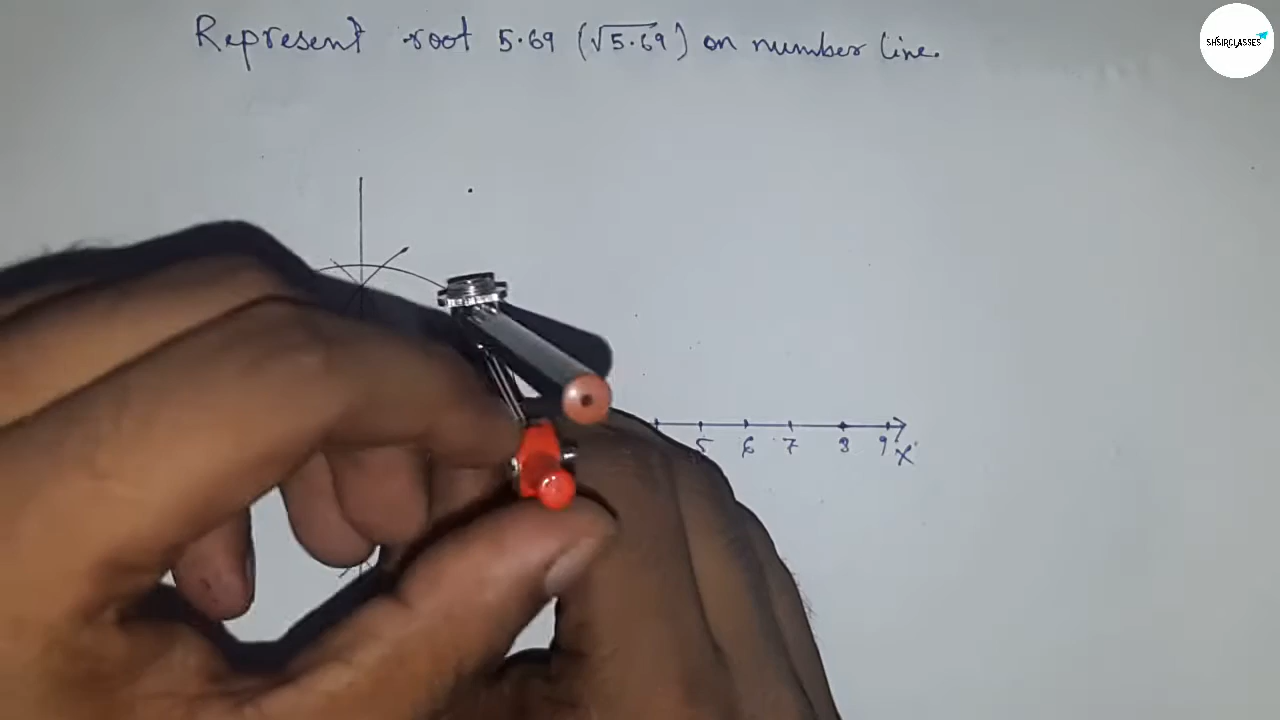 Represent root 5.69 (√5.69) on number line.
SHSIRCLASSES
5 6 7 8 9
X'